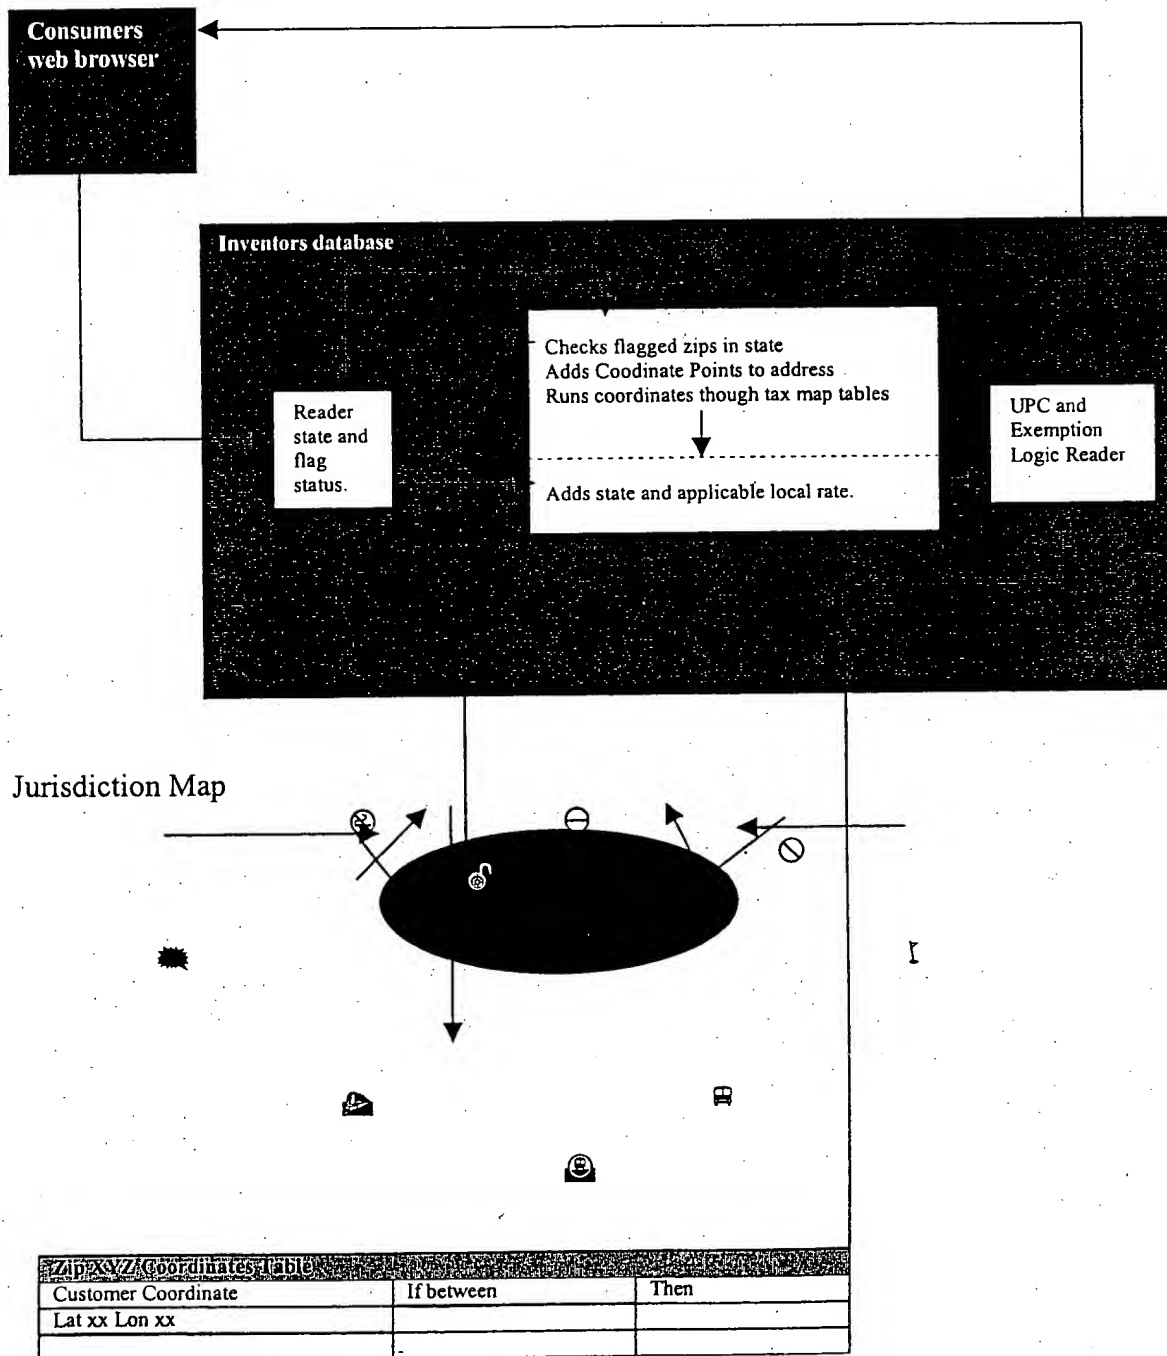 Consumers
web browser
Inventors database
Checks flagged zips in state
Adds Coodinate Points to address
Runs coordinates though tax map tables
Reader
state and
flag
status.
UPC and
Exemption
Logic Reader
Adds state and applicable local rate.
Jurisdiction Map
Zip XYZ Coordinates Table
Customer Coordinate If between Then
Lat xx Lon xx